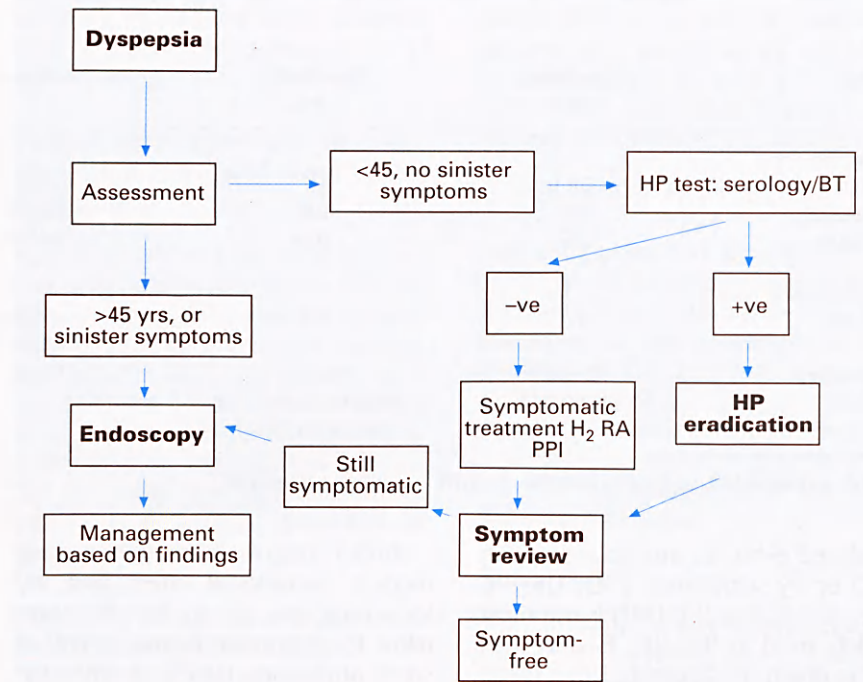 Dyspepsia
Assessment
<45, no sinister
symptoms
HP test: serology/BT
>45 yrs, or
sinister symptoms
–ve
+ve
Endoscopy
Still
symptomatic
Symptomatic
treatment H₂ RA
PPI
HP
eradication
Management
based on findings
Symptom
review
Symptom-
free